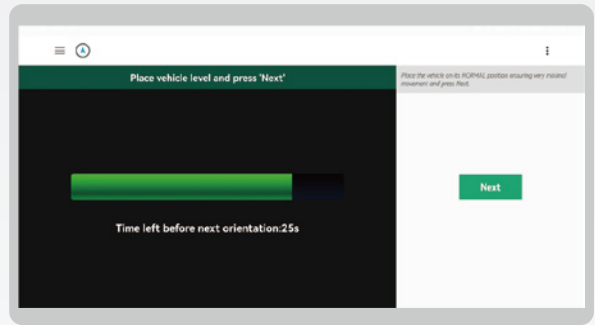 Place vehicle level and press 'Next'
Place the vehicle on its NORMAL position ensuring very minimal
movement and press Next.
Next
Time left before next orientation:25s